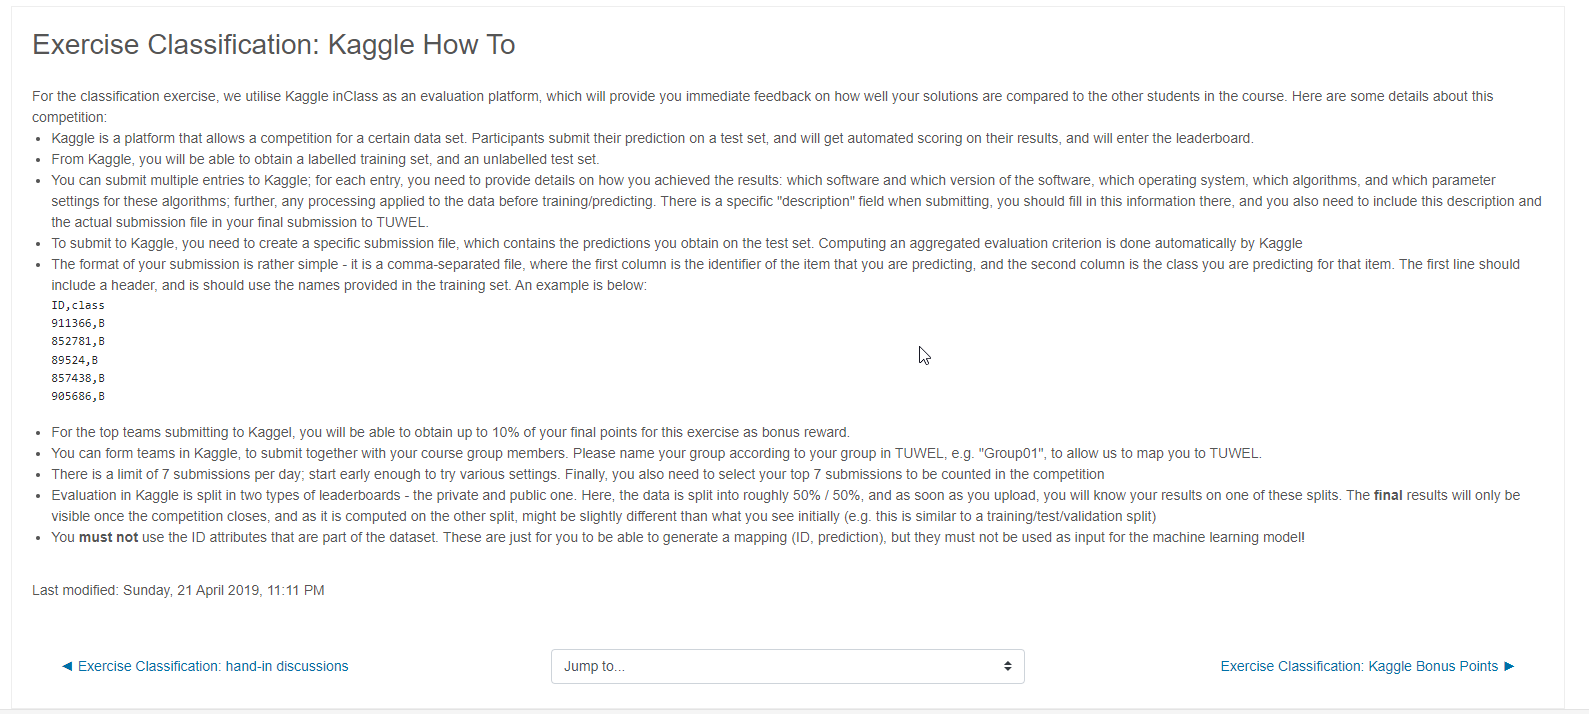 Exercise Classification: Kaggle How To
For the classification exercise, we utilise Kaggle inClass as an evaluation platform, which will provide you immediate feedback on how well your solutions are compared to the other students in the course. Here are some details about this
competition:
• Kaggle is a platform that allows a competition for a certain data set. Participants submit their prediction on a test set, and will get automated scoring on their results, and will enter the leaderboard.
• From Kaggle, you will be able to obtain a labelled training set, and an unlabelled test set.
• You can submit multiple entries to Kaggle; for each entry, you need to provide details on how you achieved the results: which software and which version of the software, which operating system, which algorithms, and which parameter
settings for these algorithms; further, any processing applied to the data before training/predicting. There is a specific "description" field when submitting, you should fill in this information there, and you also need to include this description and
the actual submission file in your final submission to TUWEL.
• To submit to Kaggle, you need to create a specific submission file, which contains the predictions you obtain on the test set. Computing an aggregated evaluation criterion is done automatically by Kaggle
• The format of your submission is rather simple - it is a comma-separated file, where the first column is the identifier of the item that you are predicting, and the second column is the class you are predicting for that item. The first line should
include a header, and is should use the names provided in the training set. An example is below:
ID,class
911366,B
852781,B
89524,B
857438,B
905686,B
• For the top teams submitting to Kaggel, you will be able to obtain up to 10% of your final points for this exercise as bonus reward.
• You can form teams in Kaggle, to submit together with your course group members. Please name your group according to your group in TUWEL, e.g. "Group01", to allow us to map you to TUWEL.
• There is a limit of 7 submissions per day; start early enough to try various settings. Finally, you also need to select your top 7 submissions to be counted in the competition
• Evaluation in Kaggle is split in two types of leaderboards - the private and public one. Here, the data is split into roughly 50% / 50%, and as soon as you upload, you will know your results on one of these splits. The final results will only be
visible once the competition closes, and as it is computed on the other split, might be slightly different than what you see initially (e.g. this is similar to a training/test/validation split)
• You must not use the ID attributes that are part of the dataset. These are just for you to be able to generate a mapping (ID, prediction), but they must not be used as input for the machine learning model!
Last modified: Sunday, 21 April 2019, 11:11 PM
◄ Exercise Classification: hand-in discussions
Jump to...
Exercise Classification: Kaggle Bonus Points ►